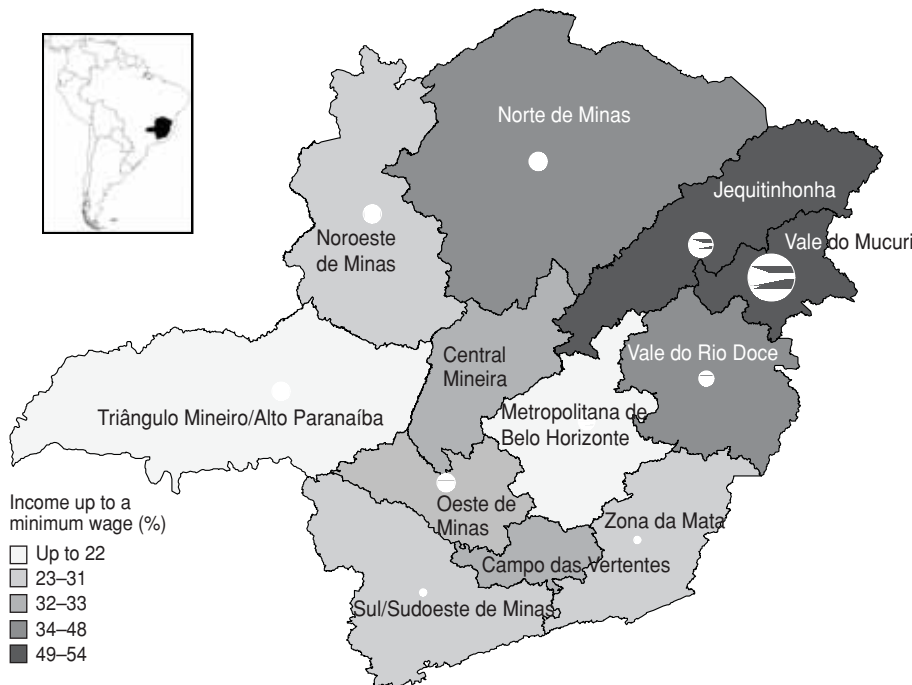 Norte de Minas
Jequitinhonha
Vale do Mucuri
Noroeste
de Minas
Central
Mineira
Vale do Rio Doce
Triângulo Mineiro/Alto Paranaíba
Metropolitana de
Belo Horizonte
Oeste de
Minas
Zona da Mata
Campo das Vertentes
Sul/Sudoeste de Minas
Income up to a
minimum wage (%)
Up to 22
23–31
32–33
34–48
49–54